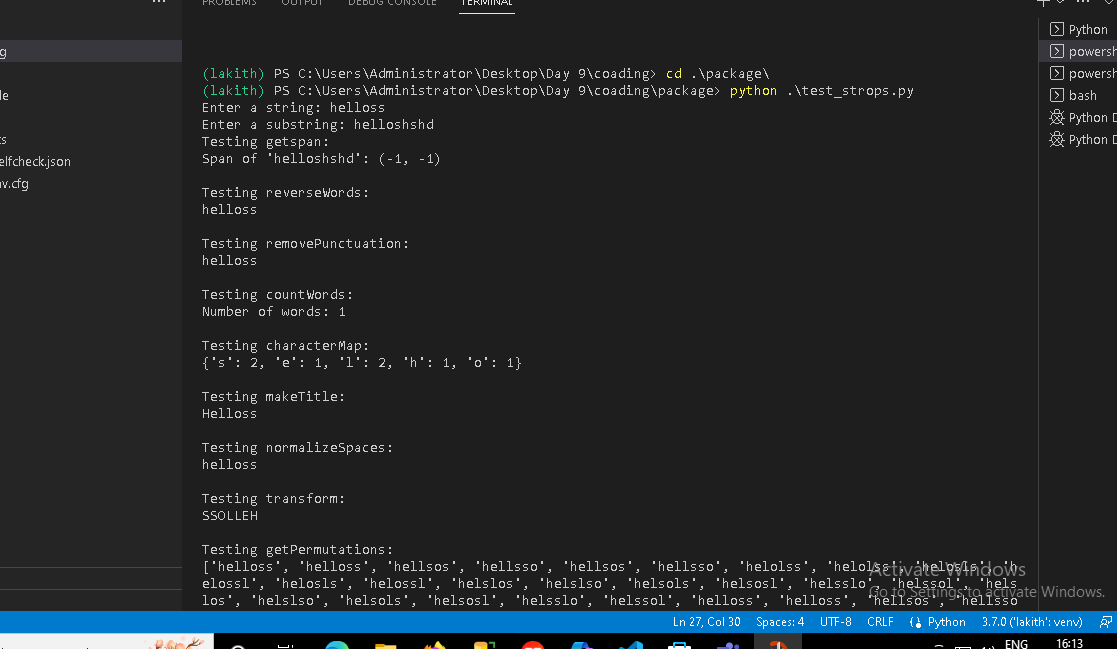 PROBLEMS OUTPUT DEBUG CONSOLE TERMINAL
(lakith) PS C:\Users\Administrator\Desktop\Day 9\coading> cd .\package\
(lakith) PS C:\Users\Administrator\Desktop\Day 9\coading\package> python .\test_strops.py
Enter a string: helloss
Enter a substring: helloshshd
Testing getspan:
Span of 'helloshshd': (-1, -1)
Testing reverseWords:
helloss
Testing removePunctuation:
helloss
Testing countWords:
Number of words: 1
Testing characterMap:
{'s': 2, 'e': 1, 'l': 2, 'h': 1, 'o': 1}
Testing makeTitle:
Helloss
Testing normalizeSpaces:
helloss
Testing transform:
SSOLLEH
Testing getPermutations:
['helloss', 'helloss', 'hellsos', 'hellsso', 'hellsos', 'hellsso', 'helolss', 'helolss', 'helosls', 'h
elossl', 'helosls', 'helossl', 'helslos', 'helslso', 'helsols', 'helsosl', 'helsslo', 'helssol', 'hels
los', 'helslso', 'helsols', 'helsosl', 'helsslo', 'helssol', 'helloss', 'helloss', 'hellsos', 'hellsso
g
le
ts
elfcheck.json
nv.cfg
Python
powersh
powersh
bash
Python D
Python D
Activate Windows
Go to Settings to activate Windows.
Ln 27, Col 30 Spaces: 4 UTF-8 CRLF Python 3.7.0 ('lakith': venv)
ENG 16:13